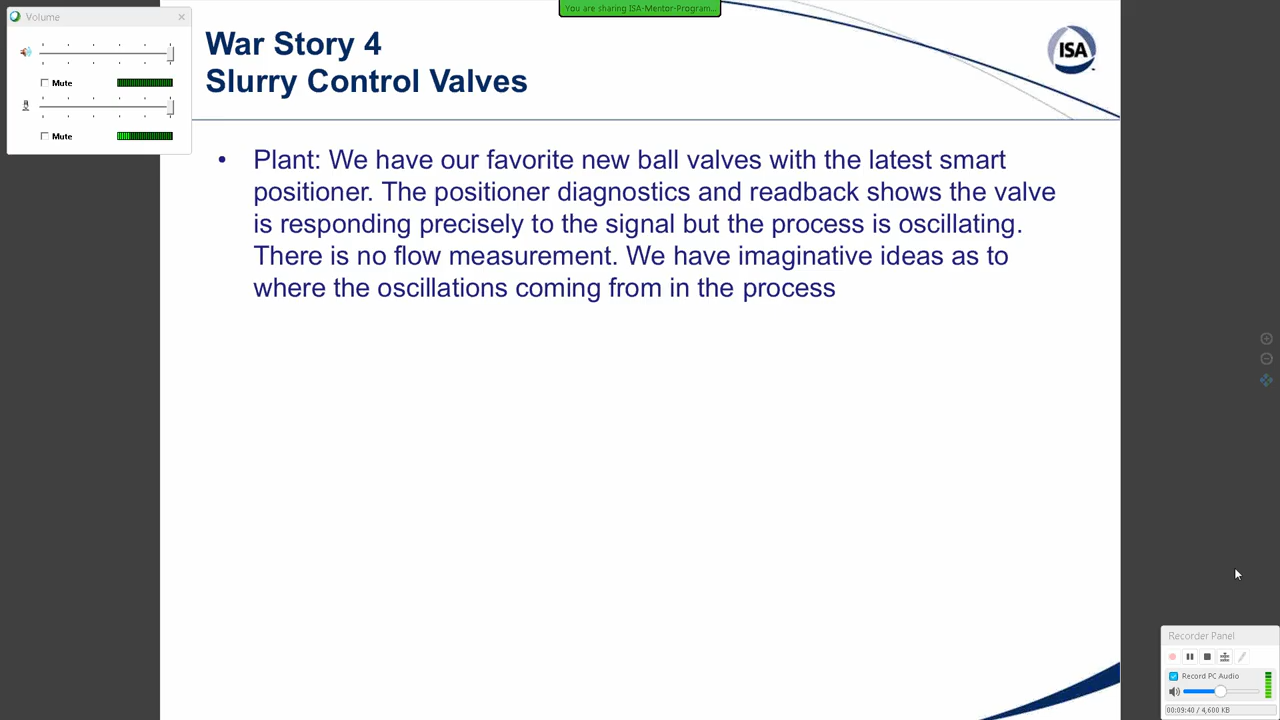 You are sharing ISA-Mentor-Program...
Volume
Mute
Mute
War Story 4
Slurry Control Valves
ISA
• Plant: We have our favorite new ball valves with the latest smart
positioner. The positioner diagnostics and readback shows the valve
is responding precisely to the signal but the process is oscillating.
There is no flow measurement. We have imaginative ideas as to
where the oscillations coming from in the process
Recorder Panel
Record PC Audio
00:09:40 / 4,600 KB